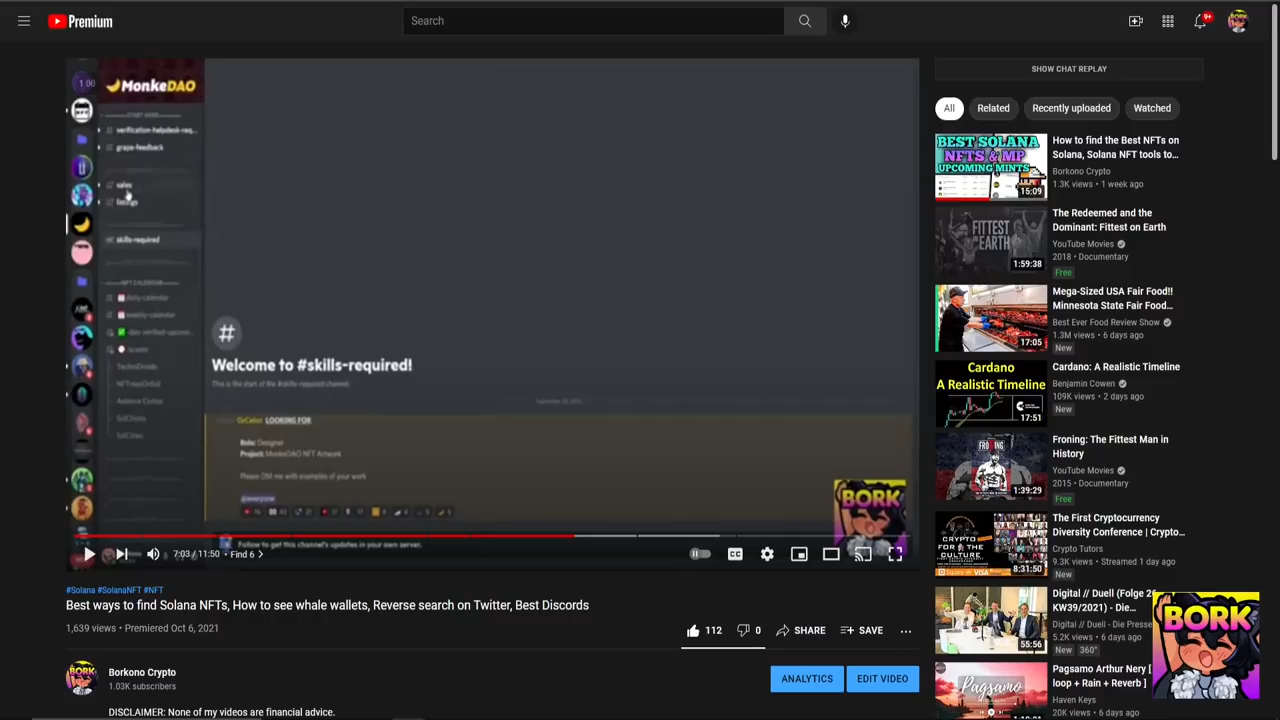 Premium
Search
9+
1.00
MonkeDAO
START HERE
verification-helpdesk-req...
grape-feedback
sales
listings
skills-required
NFT CALENDAR
daily-calendar
weekly-calendar
Welcome to #skills-required!
This is the start of the #skills-required channel.
LOOKING FOR
Role: Designer
Project: MonkeDAO NFT Artwork
Please DM me with examples of your work
@everyone
Follow to get this channel's updates in your own server.
BORK
7:03 / 11:50 • Find 6 >
CC
#Solana #SolanaNFT #NFT
Best ways to find Solana NFTs, How to see whale wallets, Reverse search on Twitter, Best Discords
1,639 views • Premiered Oct 6, 2021
112
0
SHARE
SAVE
BORK
Borkono Crypto
1.03K subscribers
ANALYTICS
EDIT VIDEO
DISCLAIMER: None of my videos are financial advice.
SHOW CHAT REPLAY
All
Related
Recently uploaded
Watched
BEST SOLANA
NFTS & MP
UPCOMING MINTS
15:09
How to find the Best NFTs on
Solana, Solana NFT tools to...
Borkono Crypto
1.3K views • 1 week ago
FITTEST
ON EARTH
1:59:38
The Redeemed and the
Dominant: Fittest on Earth
YouTube Movies
2018 • Documentary
Free
17:05
Mega-Sized USA Fair Food!!
Minnesota State Fair Food...
Best Ever Food Review Show
1.3M views • 6 days ago
New
Cardano
A Realistic Timeline
17:51
Cardano: A Realistic Timeline
Benjamin Cowen
109K views • 2 days ago
New
FRONING
1:39:29
Froning: The Fittest Man in
History
YouTube Movies
2015 • Documentary
Free
CRYPTO
FOR THE
CULTURE
8:31:50
The First Cryptocurrency
Diversity Conference | Crypto...
Crypto Tutors
9.3K views • Streamed 1 day ago
New
55:56
Digital // Duell (Folge 26
KW39/2021) - Die...
Digital // Duell - Die Presse
5.2K views • 6 days ago
New
360°
Pagsamo
Pagsamo Arthur Nery [
loop + Rain + Reverb ]
Haven Keys
20K views • 6 days ago
BORK